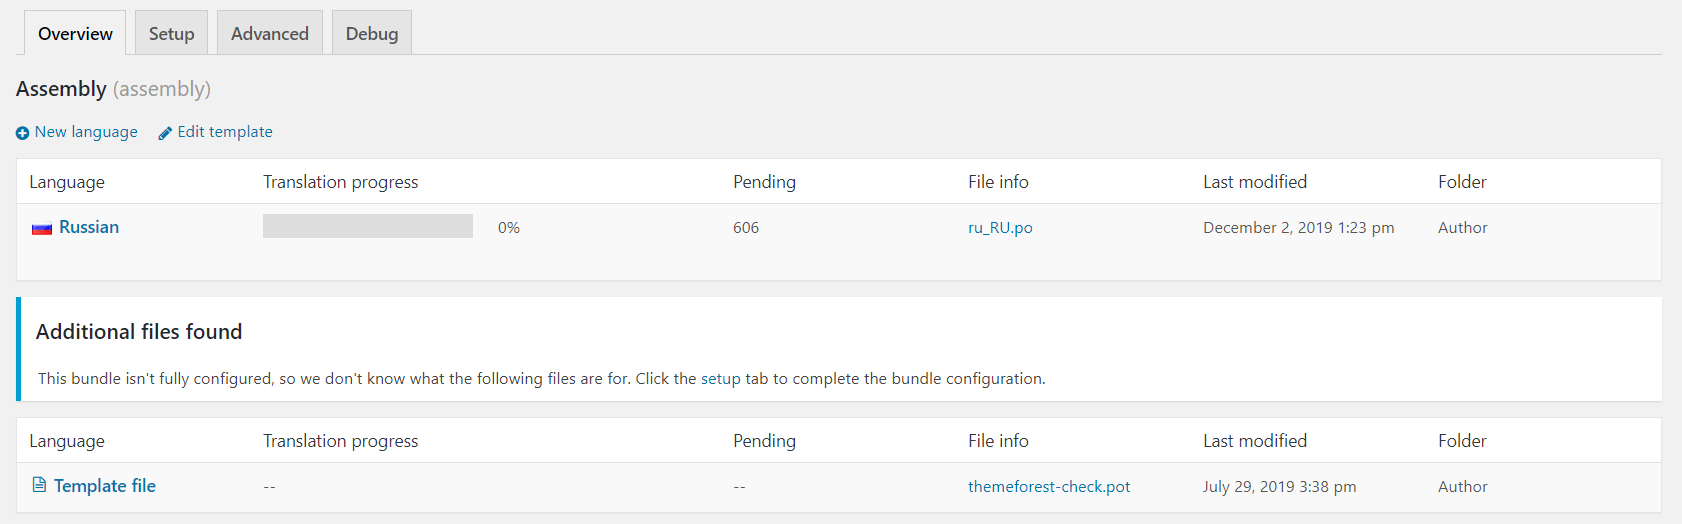 Overview Setup Advanced Debug
Assembly (assembly)
New language Edit template
Language Translation progress Pending File info Last modified Folder
Russian 0% 606 ru_RU.po December 2, 2019 1:23 pm Author
Additional files found
This bundle isn't fully configured, so we don't know what the following files are for. Click the setup tab to complete the bundle configuration.
Language Translation progress Pending File info Last modified Folder
Template file -- -- themeforest-check.pot July 29, 2019 3:38 pm Author